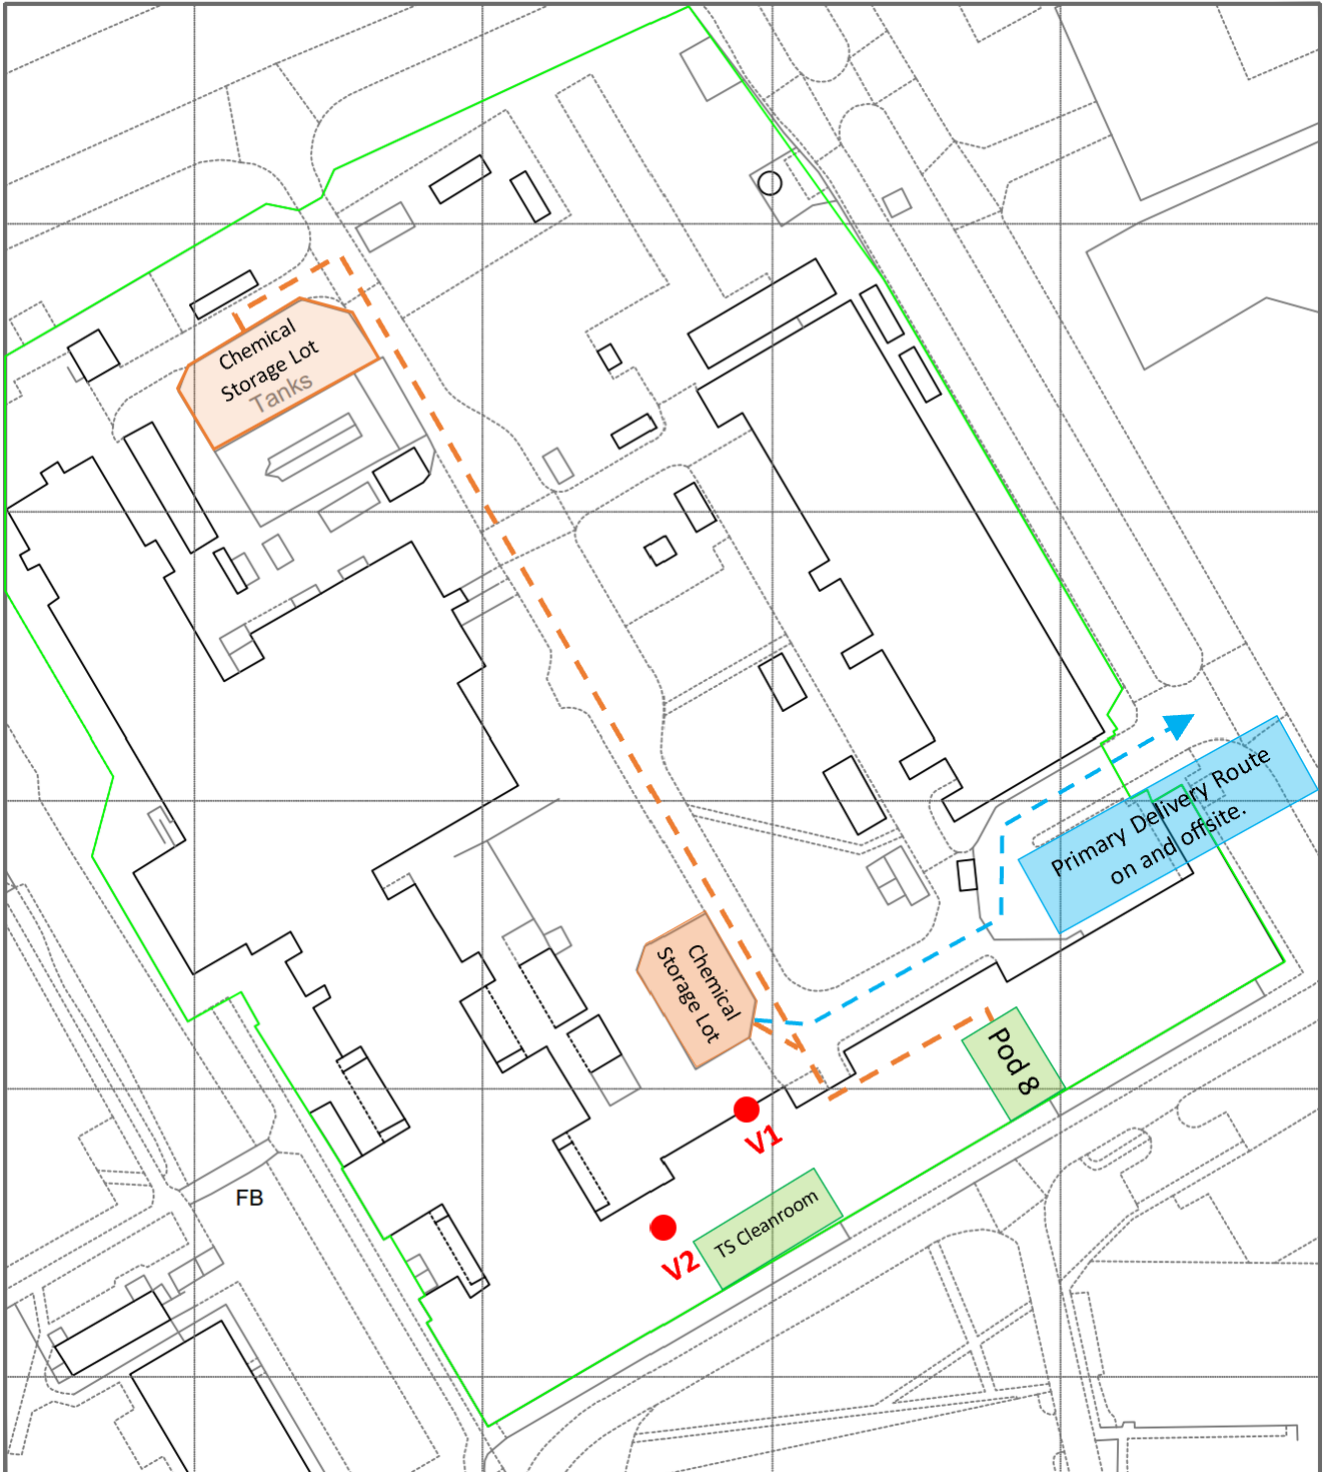 Chemical
Storage Lot
Tanks
Primary Delivery Route
on and offsite.
Chemical
Storage Lot
Pod 8
V1
FB
TS Cleanroom
V2